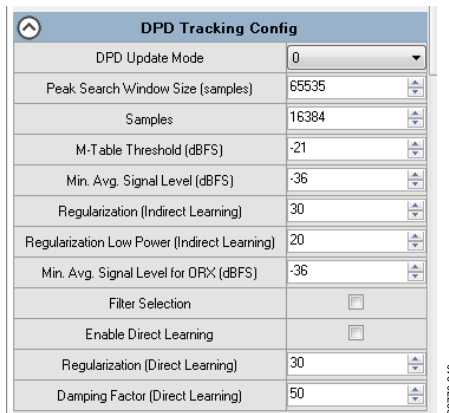 DPD Tracking Config
DPD Update Mode 0
Peak Search Window Size (samples) 65535
Samples 16384
M-Table Threshold (dBFS) -21
Min. Avg. Signal Level (dBFS) -36
Regularization (Indirect Learning) 30
Regularization Low Power (Indirect Learning) 20
Min. Avg. Signal Level for ORX (dBFS) -36
Filter Selection
Enable Direct Learning
Regularization (Direct Learning) 30
Damping Factor (Direct Learning) 50